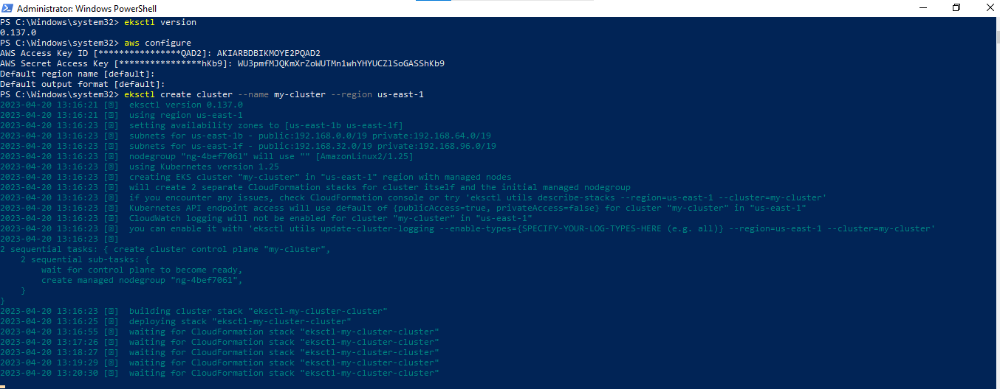 Administrator: Windows PowerShell
PS C:\Windows\system32> eksctl version
0.137.0
PS C:\Windows\system32> aws configure
AWS Access Key ID [****************QAD2]: AKIARBDBIKMOYE2PQAD2
AWS Secret Access Key [****************hKb9]: 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
Default region name [default]:
Default output format [default]:
PS C:\Windows\system32> eksctl create cluster --name my-cluster --region us-east-1
2023-04-20 13:16:21 [⍰]  eksctl version 0.137.0
2023-04-20 13:16:21 [⍰]  using region us-east-1
2023-04-20 13:16:23 [⍰]  setting availability zones to [us-east-1b us-east-1f]
2023-04-20 13:16:23 [⍰]  subnets for us-east-1b - public:192.168.0.0/19 private:192.168.64.0/19
2023-04-20 13:16:23 [⍰]  subnets for us-east-1f - public:192.168.32.0/19 private:192.168.96.0/19
2023-04-20 13:16:23 [⍰]  nodegroup "ng-4bef7061" will use "" [AmazonLinux2/1.25]
2023-04-20 13:16:23 [⍰]  using Kubernetes version 1.25
2023-04-20 13:16:23 [⍰]  creating EKS cluster "my-cluster" in "us-east-1" region with managed nodes
2023-04-20 13:16:23 [⍰]  will create 2 separate CloudFormation stacks for cluster itself and the initial managed nodegroup
2023-04-20 13:16:23 [⍰]  if you encounter any issues, check CloudFormation console or try 'eksctl utils describe-stacks --region=us-east-1 --cluster=my-cluster'
2023-04-20 13:16:23 [⍰]  Kubernetes API endpoint access will use default of {publicAccess=true, privateAccess=false} for cluster "my-cluster" in "us-east-1"
2023-04-20 13:16:23 [⍰]  CloudWatch logging will not be enabled for cluster "my-cluster" in "us-east-1"
2023-04-20 13:16:23 [⍰]  you can enable it with 'eksctl utils update-cluster-logging --enable-types={SPECIFY-YOUR-LOG-TYPES-HERE (e.g. all)} --region=us-east-1 --cluster=my-cluster'
2023-04-20 13:16:23 [⍰]
2 sequential tasks: { create cluster control plane "my-cluster",
    2 sequential sub-tasks: {
        wait for control plane to become ready,
        create managed nodegroup "ng-4bef7061",
    }
}
2023-04-20 13:16:23 [⍰]  building cluster stack "eksctl-my-cluster-cluster"
2023-04-20 13:16:25 [⍰]  deploying stack "eksctl-my-cluster-cluster"
2023-04-20 13:16:55 [⍰]  waiting for CloudFormation stack "eksctl-my-cluster-cluster"
2023-04-20 13:17:26 [⍰]  waiting for CloudFormation stack "eksctl-my-cluster-cluster"
2023-04-20 13:18:27 [⍰]  waiting for CloudFormation stack "eksctl-my-cluster-cluster"
2023-04-20 13:19:29 [⍰]  waiting for CloudFormation stack "eksctl-my-cluster-cluster"
2023-04-20 13:20:30 [⍰]  waiting for CloudFormation stack "eksctl-my-cluster-cluster"